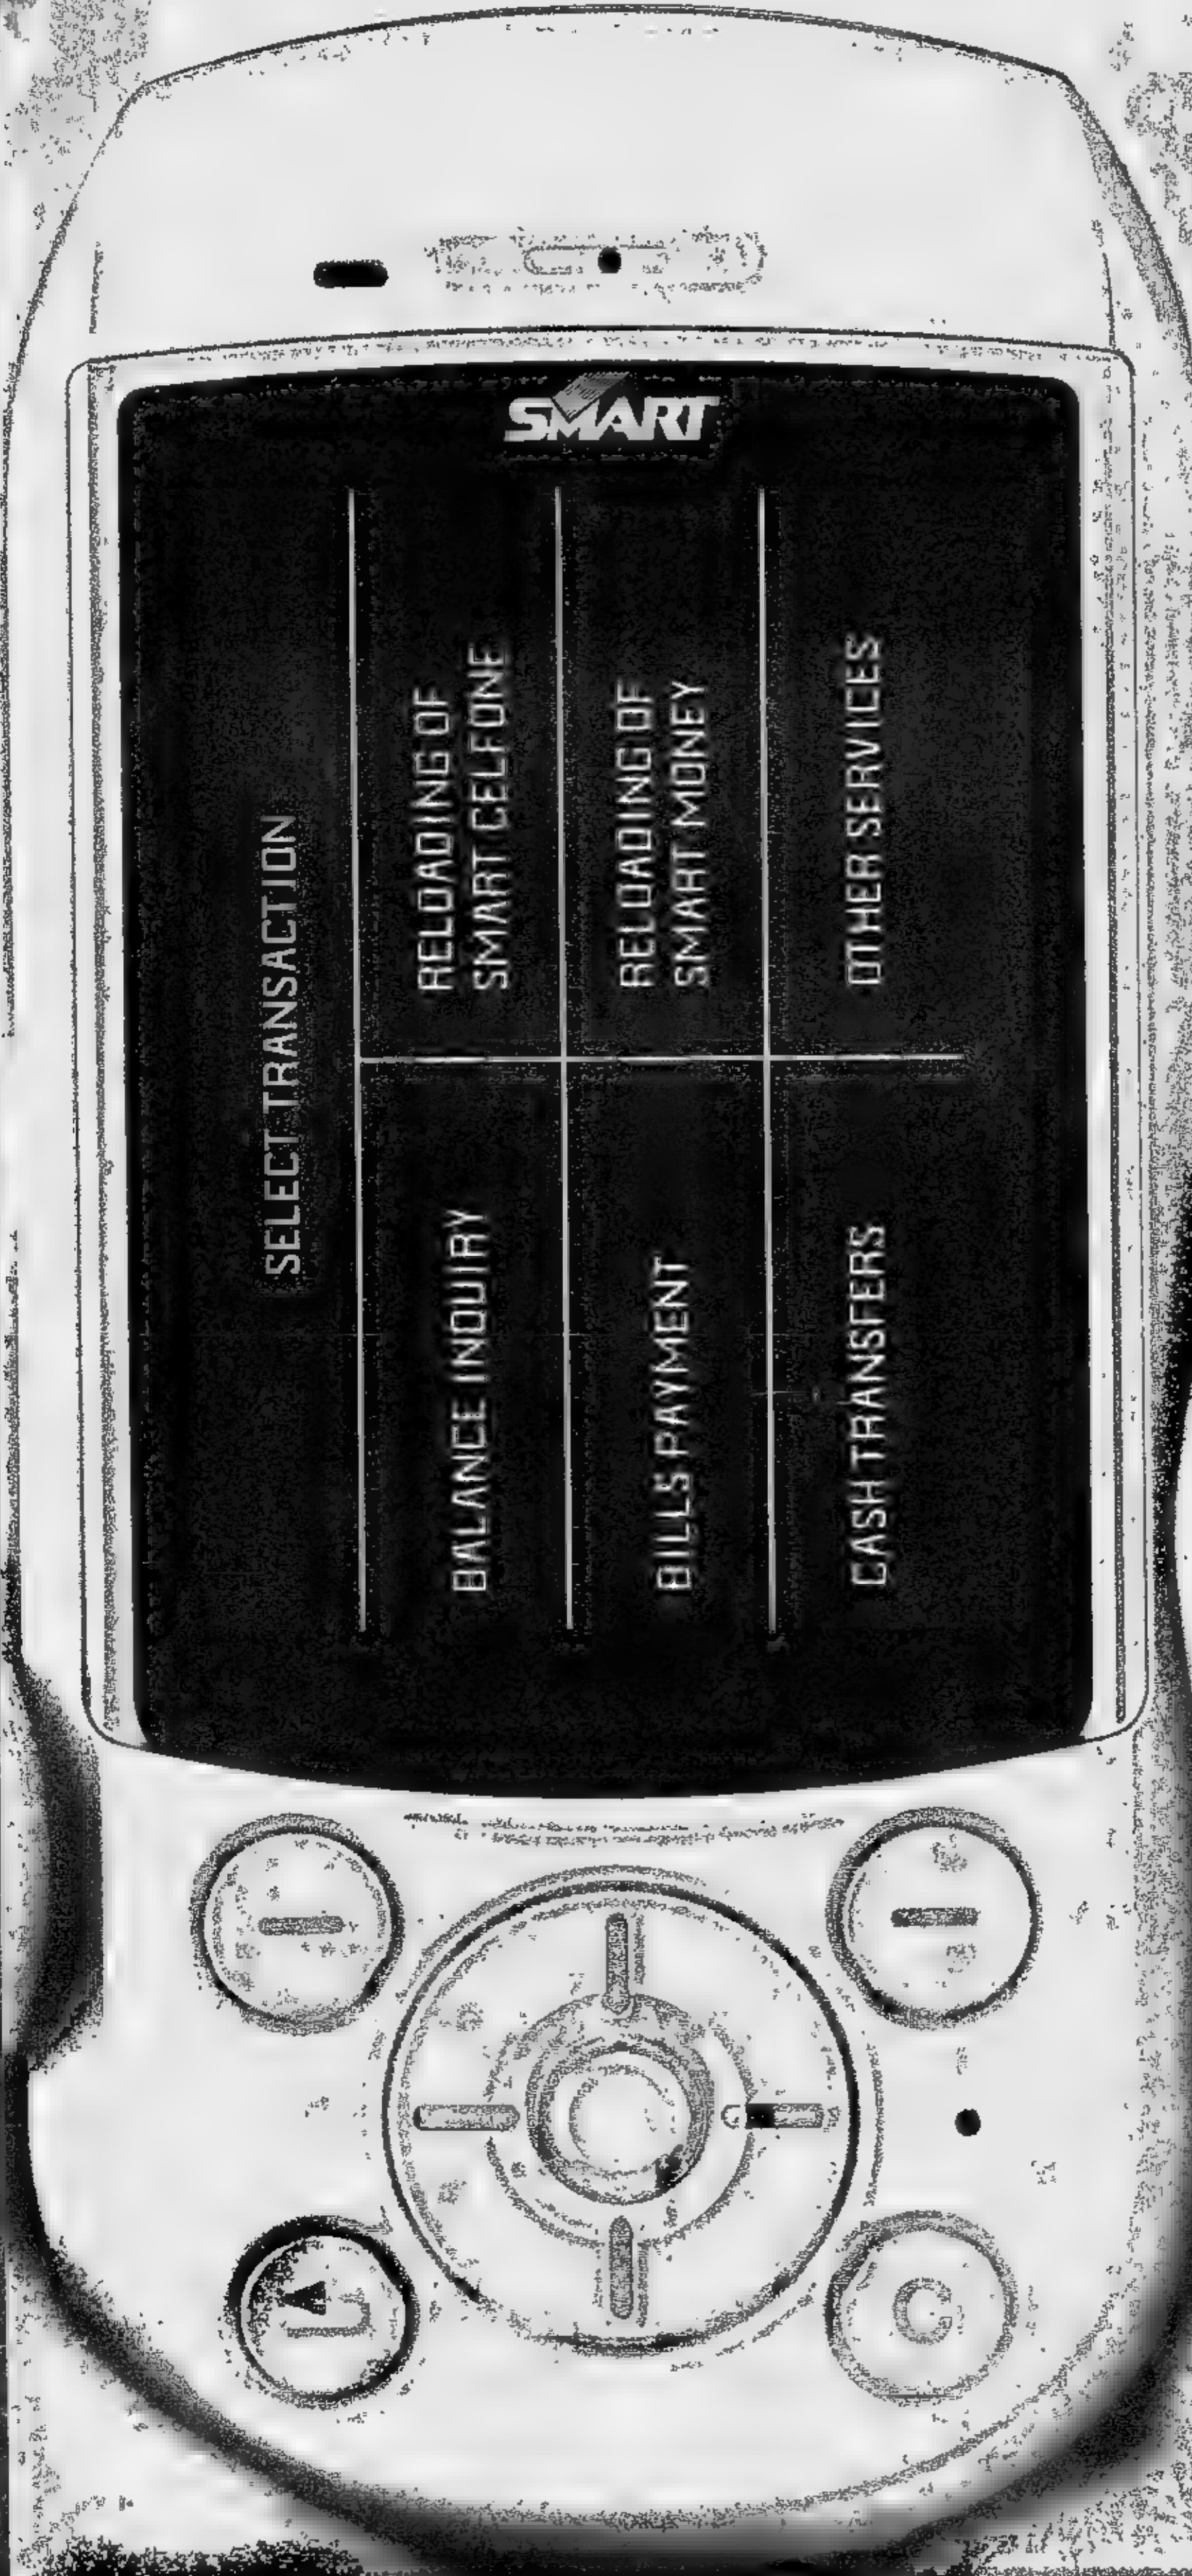 SMART
SELECT TRANSACTION
BALANCE INQUIRY
RELOADING OF
SMART CELFONE
BILLS PAYMENT
RELOADING OF
SMART MONEY
CASH TRANSFERS
OTHER SERVICES
C